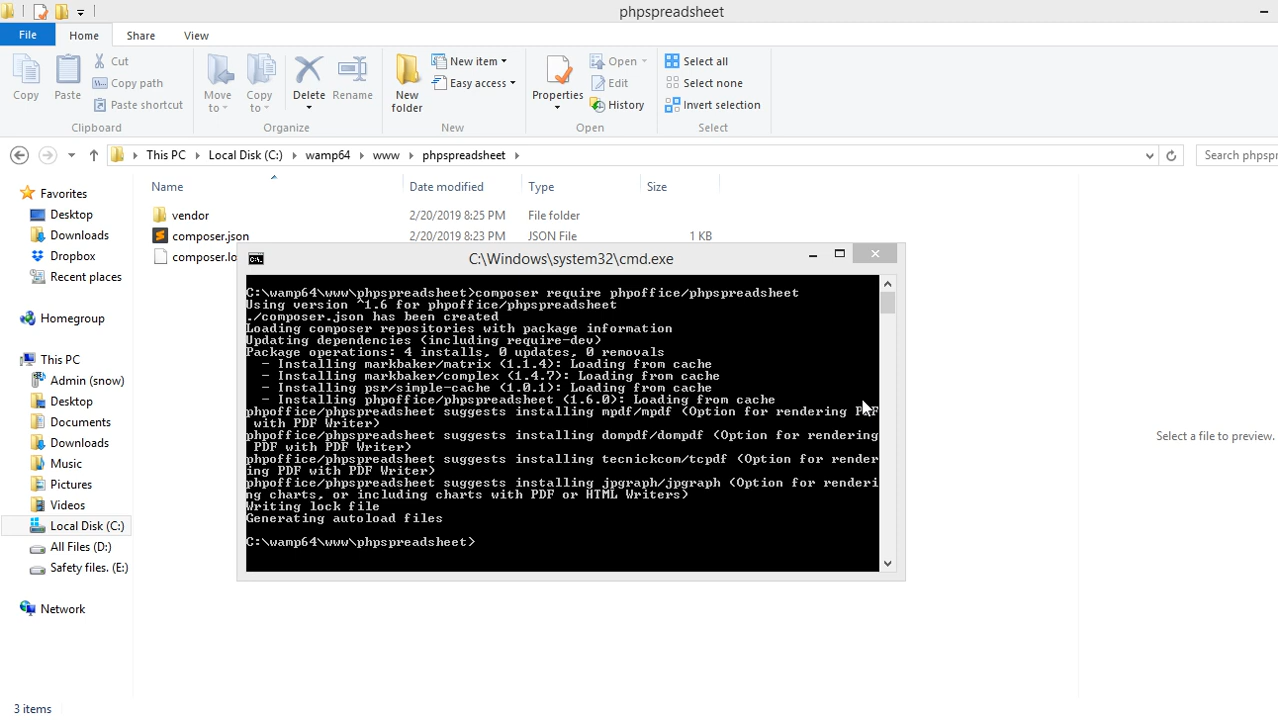 phpspreadsheet
File Home Share View
Copy
Paste
Cut
Copy path
Paste shortcut
Clipboard
Move to
Copy to
Delete
Rename
Organize
New folder
New item
Easy access
New
Properties
Open
Edit
History
Open
Select all
Select none
Invert selection
Select
This PC Local Disk (C:) wamp64 www phpspreadsheet
Search phpspr
Name Date modified Type Size
vendor 2/20/2019 8:25 PM File folder
composer.json 2/20/2019 8:23 PM JSON File 1 KB
composer.lo
Favorites
Desktop
Downloads
Dropbox
Recent places
Homegroup
This PC
Admin (snow)
Desktop
Documents
Downloads
Music
Pictures
Videos
Local Disk (C:)
All Files (D:)
Safety files. (E:)
Network
C:\Windows\system32\cmd.exe
C:\wamp64\www\phpspreadsheet>composer require phpoffice/phpspreadsheet
Using version ^1.6 for phpoffice/phpspreadsheet
./composer.json has been created
Loading composer repositories with package information
Updating dependencies (including require-dev)
Package operations: 4 installs, 0 updates, 0 removals
- Installing markbaker/matrix (1.1.4): Loading from cache
- Installing markbaker/complex (1.4.7): Loading from cache
- Installing psr/simple-cache (1.0.1): Loading from cache
- Installing phpoffice/phpspreadsheet (1.6.0): Loading from cache
phpoffice/phpspreadsheet suggests installing mpdf/mpdf (Option for rendering PDF
with PDF Writer)
phpoffice/phpspreadsheet suggests installing dompdf/dompdf (Option for rendering
PDF with PDF Writer)
phpoffice/phpspreadsheet suggests installing tecnickcom/tcpdf (Option for render
ing PDF with PDF Writer)
phpoffice/phpspreadsheet suggests installing jpgraph/jpgraph (Option for renderi
ng charts, or including charts with PDF or HTML Writers)
Writing lock file
Generating autoload files
C:\wamp64\www\phpspreadsheet>
Select a file to preview.
3 items